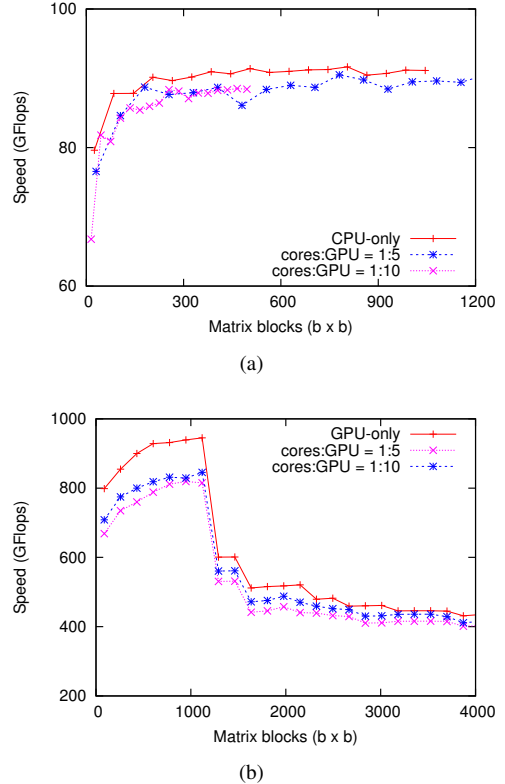 100
80
60
Speed (GFlops)
CPU-only
cores:GPU = 1:5
cores:GPU = 1:10
0 300 600 900 1200
Matrix blocks (b x b)
(a)
1000
800
600
400
200
Speed (GFlops)
GPU-only
cores:GPU = 1:5
cores:GPU = 1:10
0 1000 2000 3000 4000
Matrix blocks (b x b)
(b)